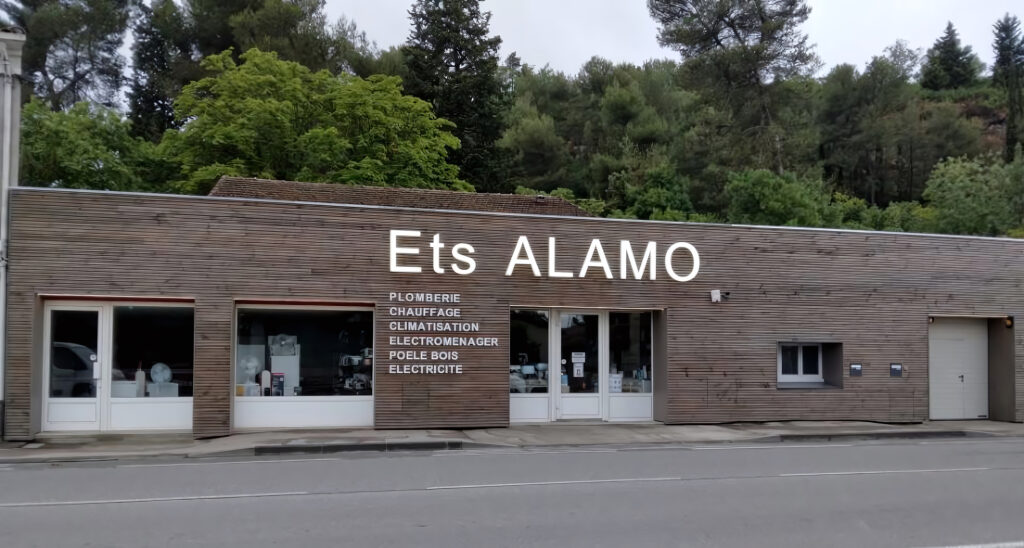 Ets ALAMO
PLOMBERIE
CHAUFFAGE
CLIMATISATION
ELECTROMENAGER
POELE BOIS
ELECTRICITE